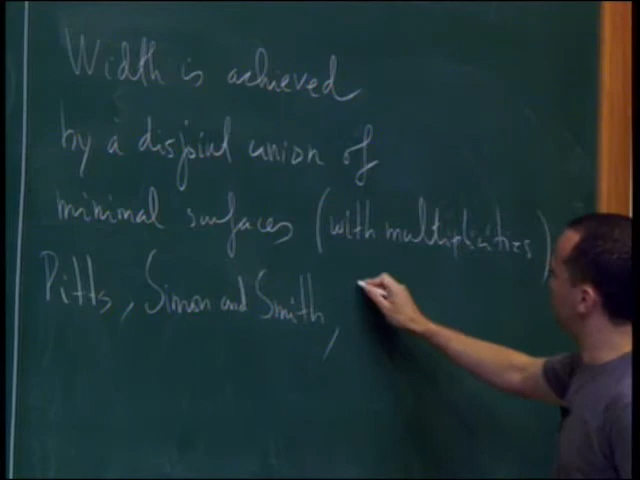 Width is achieved
by a disjoint union of
minimal surfaces (with multiplicities)
Pitts, Simon and Smith,